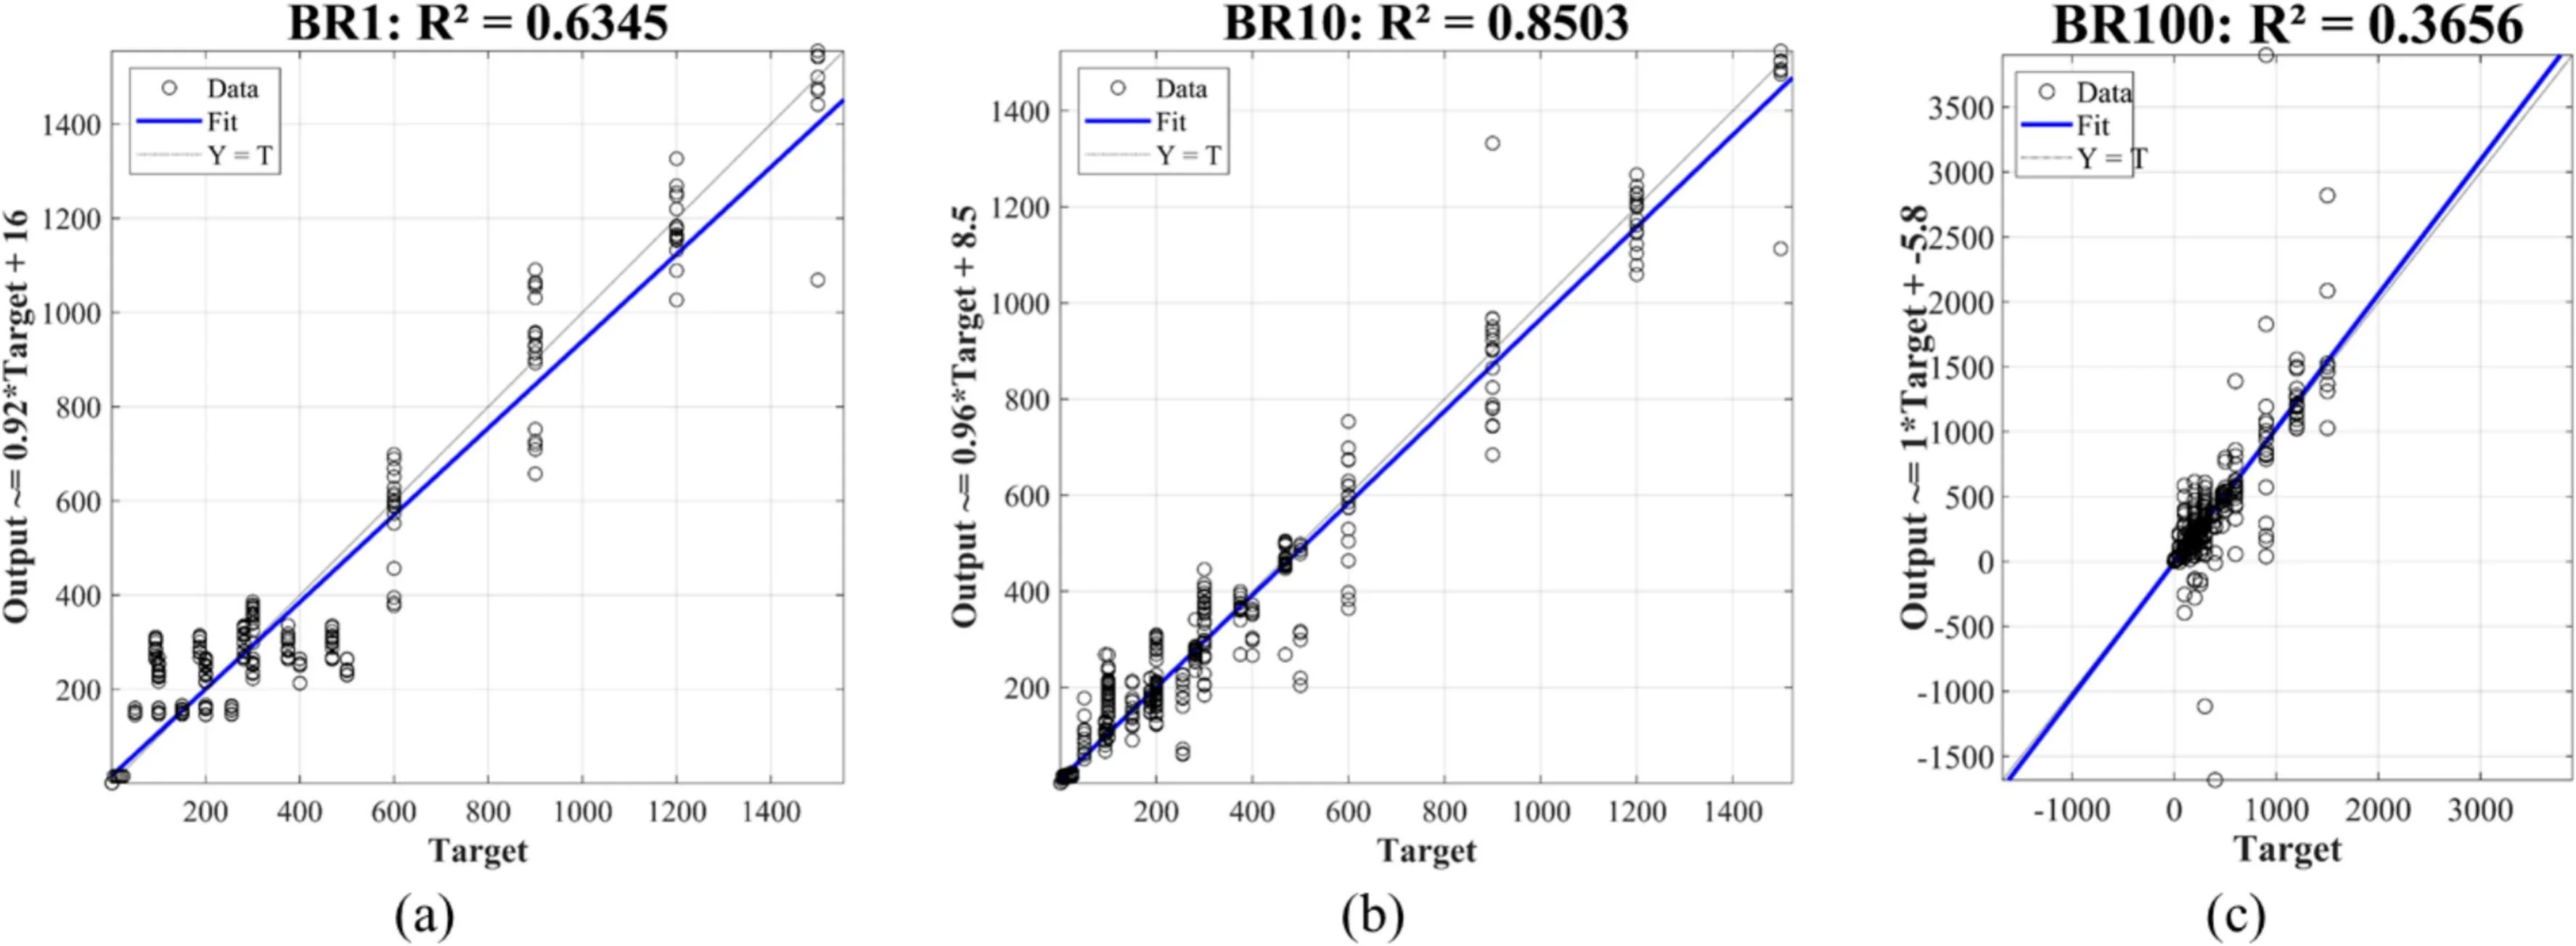 BR1: R² = 0.6345
Data
Fit
Y = T
Output ~= 0.92*Target + 16
1400
1200
1000
800
600
400
200
200 400 600 800 1000 1200 1400
Target
(a)
BR10: R² = 0.8503
Data
Fit
Y = T
Output ~= 0.96*Target + 8.5
1400
1200
1000
800
600
400
200
200 400 600 800 1000 1200 1400
Target
(b)
BR100: R² = 0.3656
Data
Fit
Y = T
Output ~= 1*Target + -5.8
3500
3000
2500
2000
1500
1000
500
0
-500
-1000
-1500
-1000 0 1000 2000 3000
Target
(c)